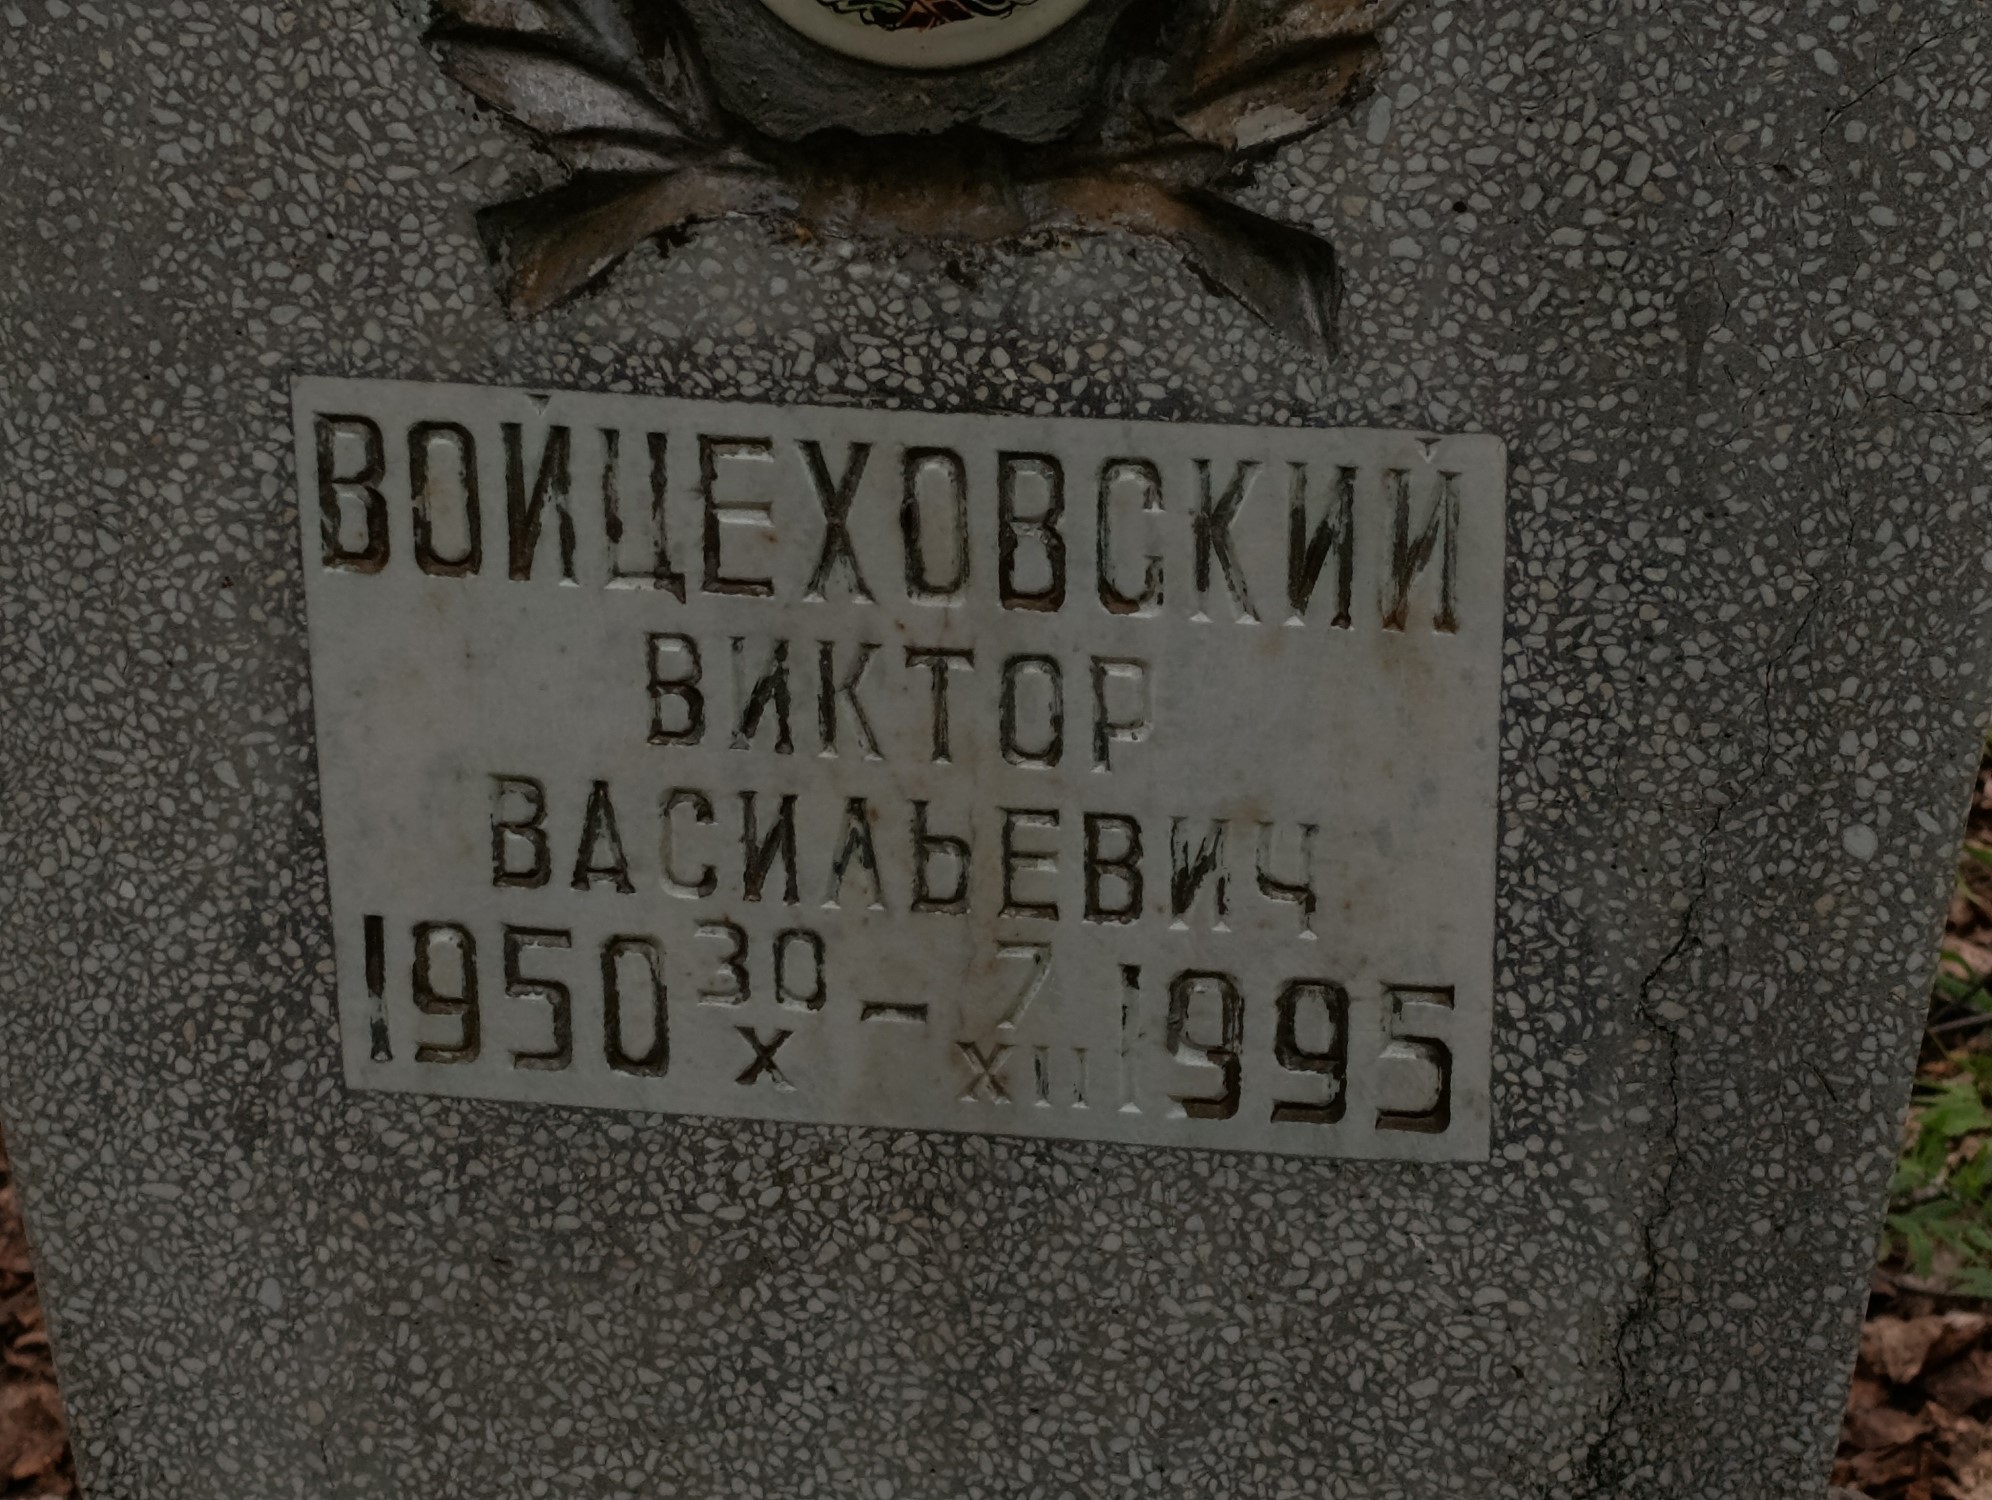 ВОЙЦЕХОВСКИЙ
ВИКТОР
ВАСИЛЬЕВИЧ
1950 30/X – 7/XII 1995